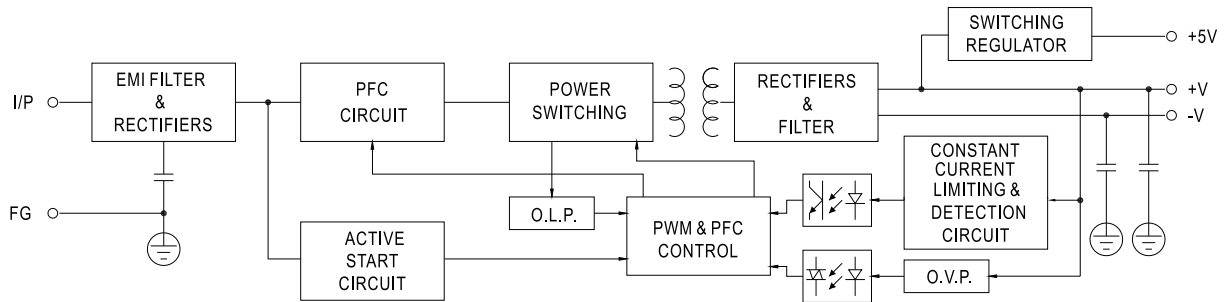 SWITCHING
REGULATOR
+5V
I/P
EMI FILTER
&
RECTIFIERS
PFC
CIRCUIT
POWER
SWITCHING
RECTIFIERS
&
FILTER
+V
-V
FG
O.L.P.
PWM & PFC
CONTROL
CONSTANT
CURRENT
LIMITING &
DETECTION
CIRCUIT
ACTIVE
START
CIRCUIT
O.V.P.